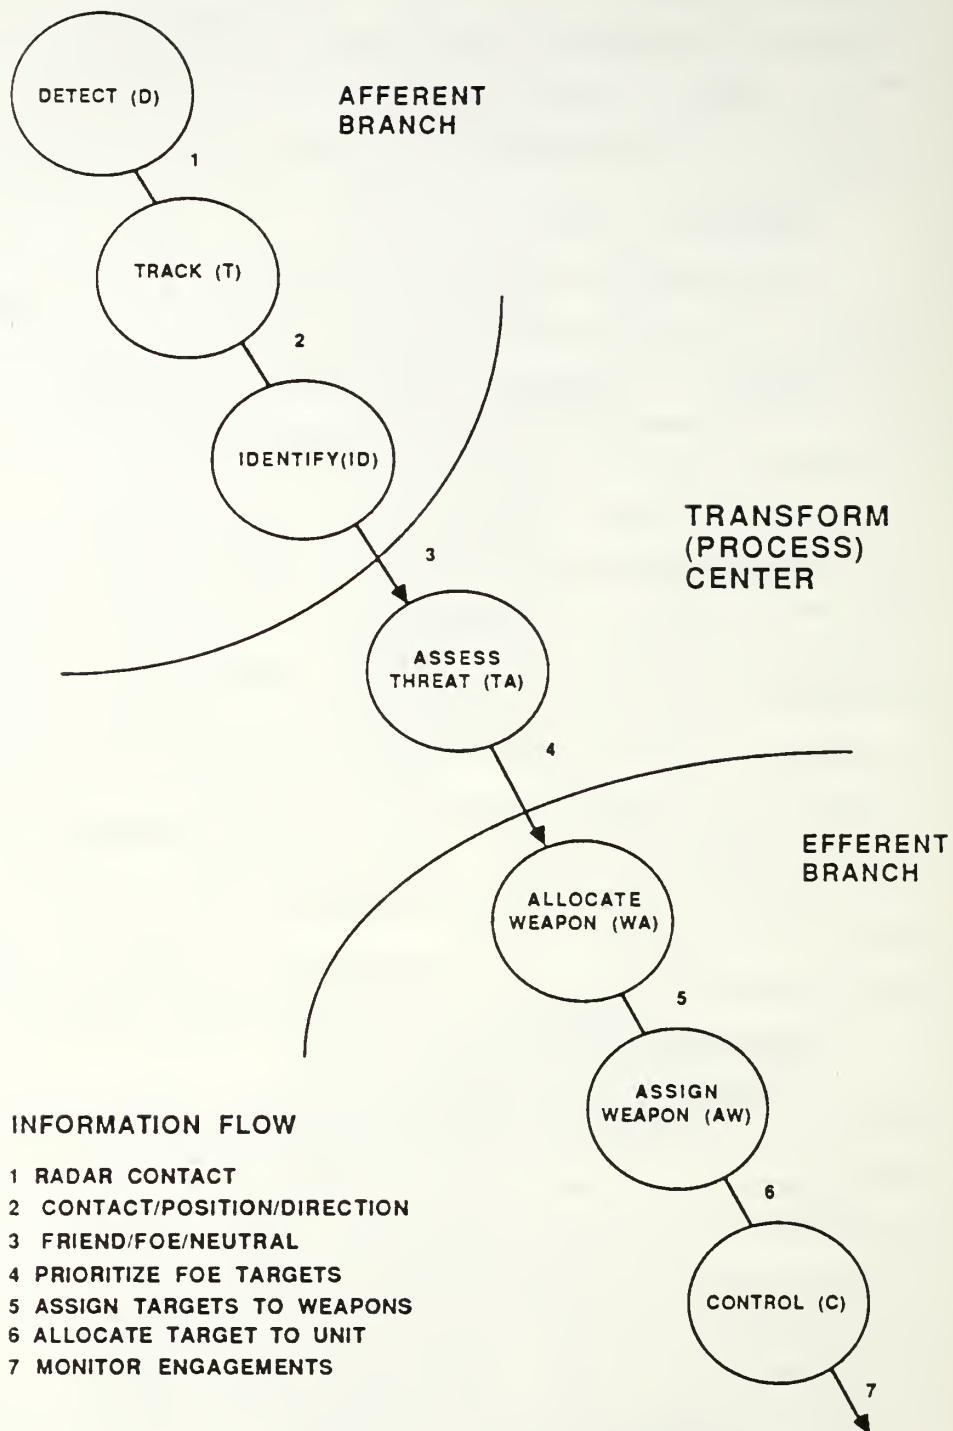 DETECT (D)
AFFERENT
BRANCH
1
TRACK (T)
2
IDENTIFY(ID)
TRANSFORM
(PROCESS)
CENTER
3
ASSESS
THREAT (TA)
4
EFFERENT
BRANCH
ALLOCATE
WEAPON (WA)
5
ASSIGN
WEAPON (AW)
6
CONTROL (C)
7
INFORMATION FLOW
1 RADAR CONTACT
2 CONTACT/POSITION/DIRECTION
3 FRIEND/FOE/NEUTRAL
4 PRIORITIZE FOE TARGETS
5 ASSIGN TARGETS TO WEAPONS
6 ALLOCATE TARGET TO UNIT
7 MONITOR ENGAGEMENTS